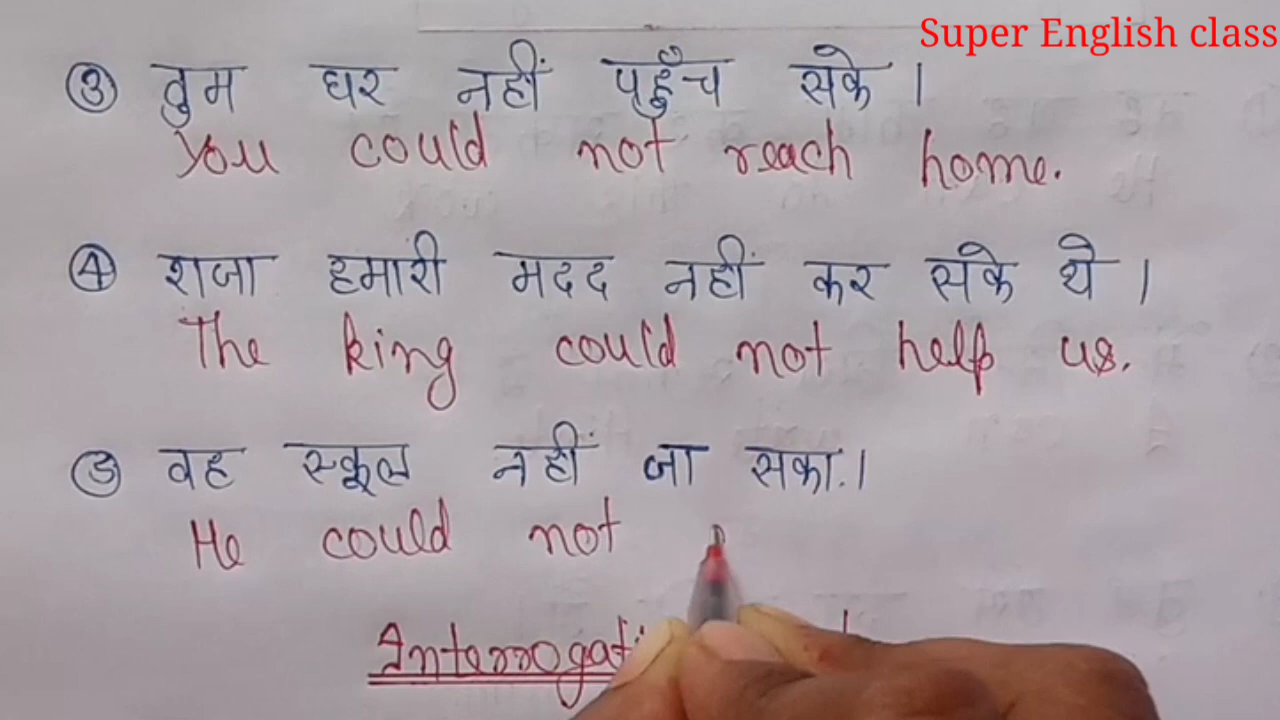 Super English class
③ तुम घर नहीं पहुँच सके।
You could not reach home.
④ राजा हमारी मदद नहीं कर सके थे।
The king could not help us.
⑤ वह स्कूल नहीं जा सका.।
He could not